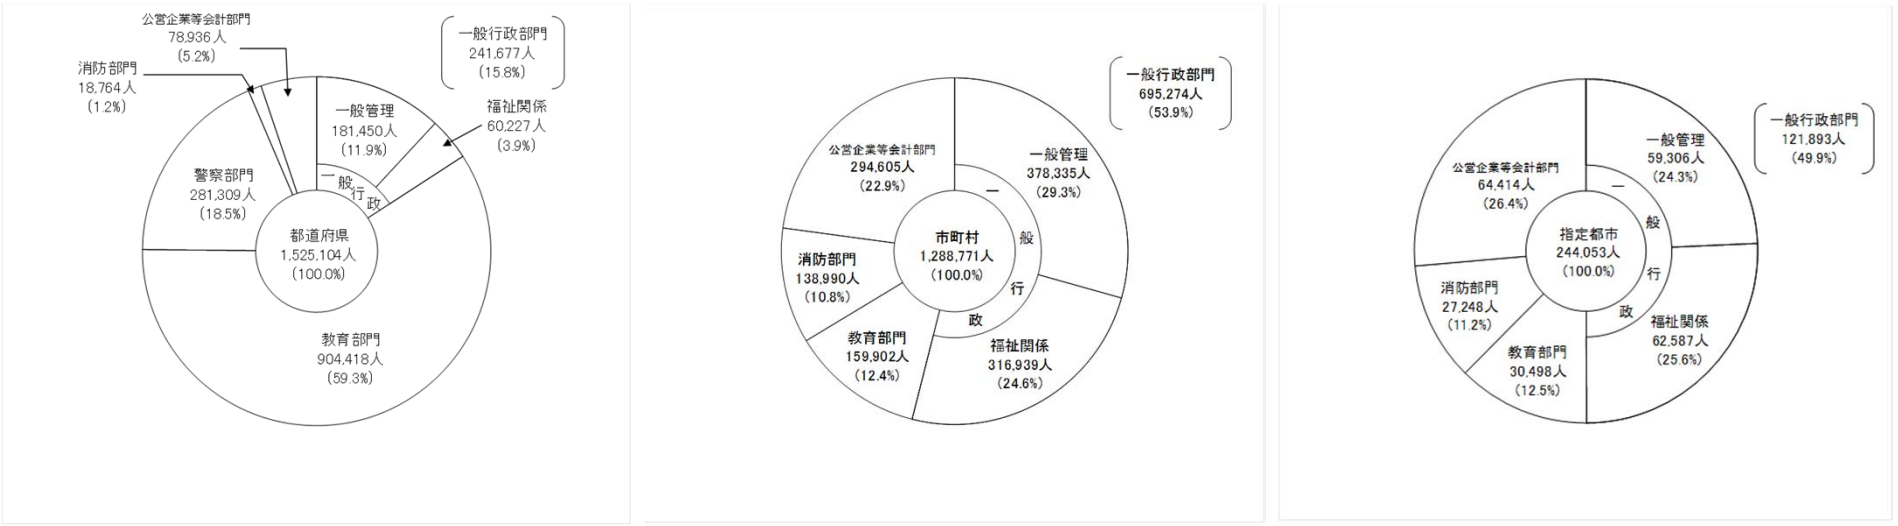 公営企業等会計部門
78,936人
(5.2%)
消防部門
18,764人
(1.2%)
一般行政部門
241,677人
(15.8%)
一般管理
181,450人
(11.9%)
福祉関係
60,227人
(3.9%)
一般行政
警察部門
281,309人
(18.5%)
都道府県
1,525,104人
(100.0%)
教育部門
904,418人
(59.3%)
一般行政部門
695,274人
(53.9%)
公営企業等会計部門
294,605人
(22.9%)
一般管理
378,335人
(29.3%)
一般行政
市町村
1,288,771人
(100.0%)
消防部門
138,990人
(10.8%)
教育部門
159,902人
(12.4%)
福祉関係
316,939人
(24.6%)
一般行政部門
121,893人
(49.9%)
一般管理
59,306人
(24.3%)
公営企業等会計部門
64,414人
(26.4%)
一般行政
指定都市
244,053人
(100.0%)
消防部門
27,248人
(11.2%)
教育部門
30,498人
(12.5%)
福祉関係
62,587人
(25.6%)